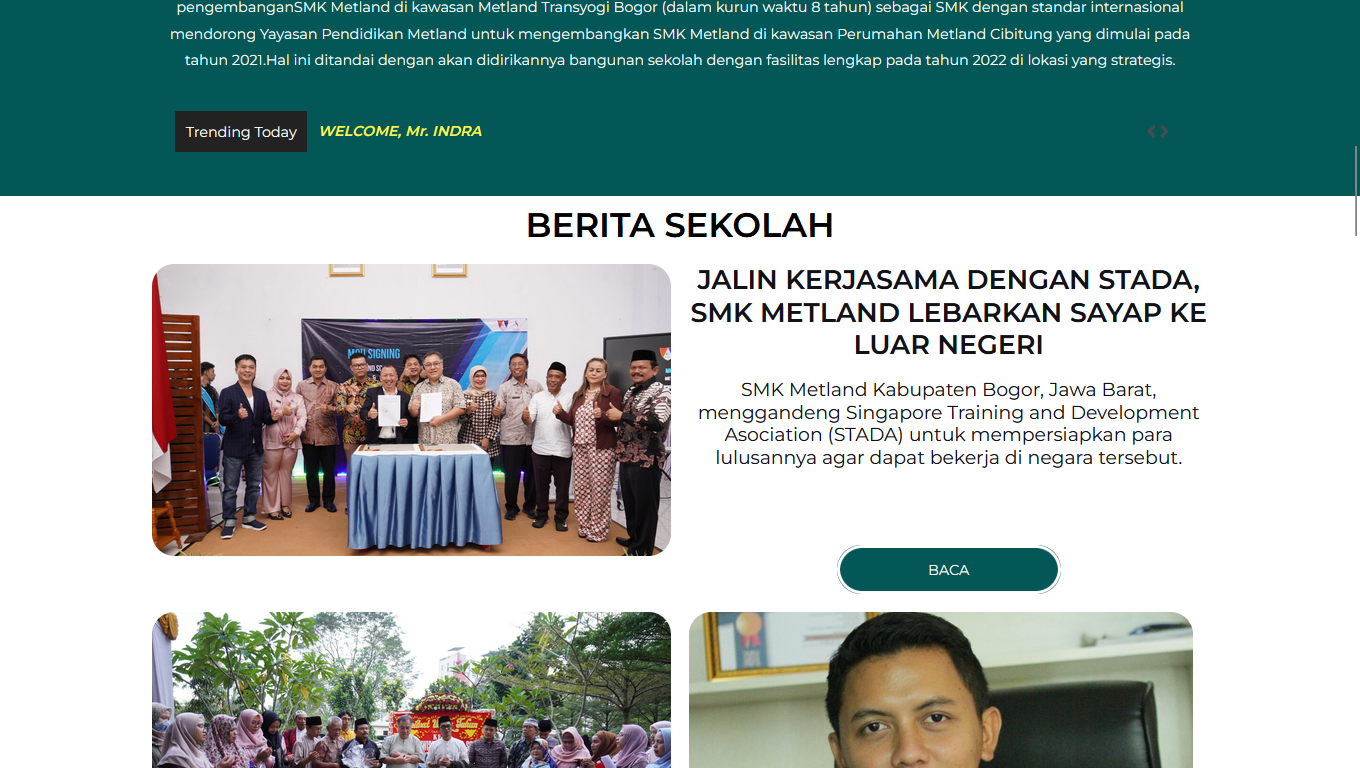 pengembanganSMK Metland di kawasan Metland Transyogi Bogor (dalam kurun waktu 8 tahun) sebagai SMK dengan standar internasional
mendorong Yayasan Pendidikan Metland untuk mengembangkan SMK Metland di kawasan Perumahan Metland Cibitung yang dimulai pada
tahun 2021.Hal ini ditandai dengan akan didirikannya bangunan sekolah dengan fasilitas lengkap pada tahun 2022 di lokasi yang strategis.
Trending Today
WELCOME, Mr. INDRA
BERITA SEKOLAH
SIGNING
JALIN KERJASAMA DENGAN STADA,
SMK METLAND LEBARKAN SAYAP KE
LUAR NEGERI
SMK Metland Kabupaten Bogor, Jawa Barat,
menggandeng Singapore Training and Development
Asociation (STADA) untuk mempersiapkan para
lulusannya agar dapat bekerja di negara tersebut.
BACA